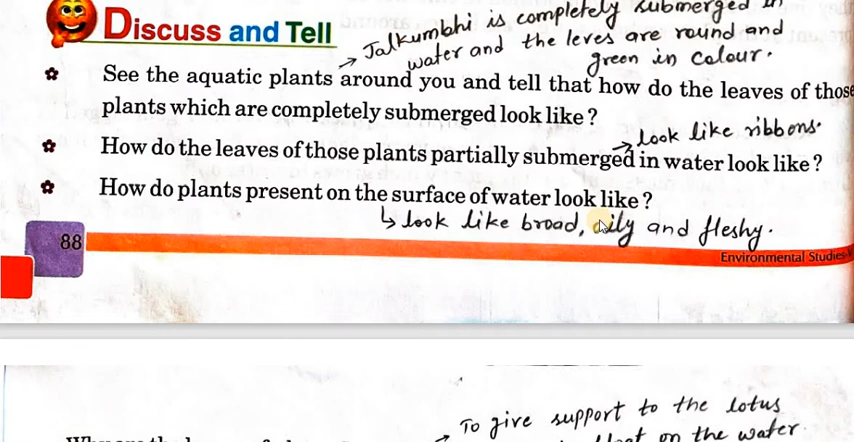 Discuss and Tell
→ Jalkumbhi is completely submerged in
water and the leves are round and
green in colour.
See the aquatic plants around you and tell that how do the leaves of those
plants which are completely submerged look like ?
→ look like ribbons.
How do the leaves of those plants partially submerged in water look like ?
How do plants present on the surface of water look like ?
↳ look like broad, oily and fleshy.
88
Environmental Studies
To give support to the lotus
on the water.